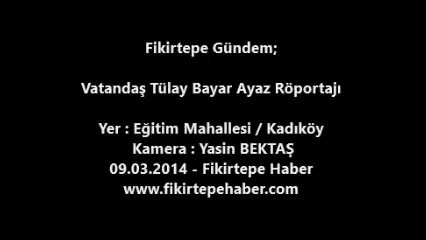 Fikirtepe Gündem;
Vatandaş Tülay Bayar Ayaz Röportajı
Yer : Eğitim Mahallesi / Kadıköy
Kamera : Yasin BEKTAŞ
09.03.2014 - Fikirtepe Haber
www.fikirtepehaber.com